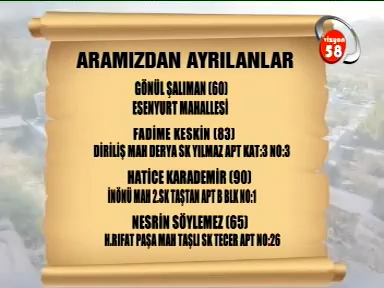 vizyon
58
ARAMIZDAN AYRILANLAR
GÖNÜL ŞALIMAN (60)
ESENYURT MAHALLESİ
FADİME KESKİN (83)
DİRİLİŞ MAH DERYA SK YILMAZ APT KAT:3 NO:3
HATİCE KARADEMİR (90)
İNÖNÜ MAH 2.SK TAŞTAN APT B BLK NO:1
NESRİN SÖYLEMEZ (65)
H.RIFAT PAŞA MAH TAŞLI SK TECER APT NO:26